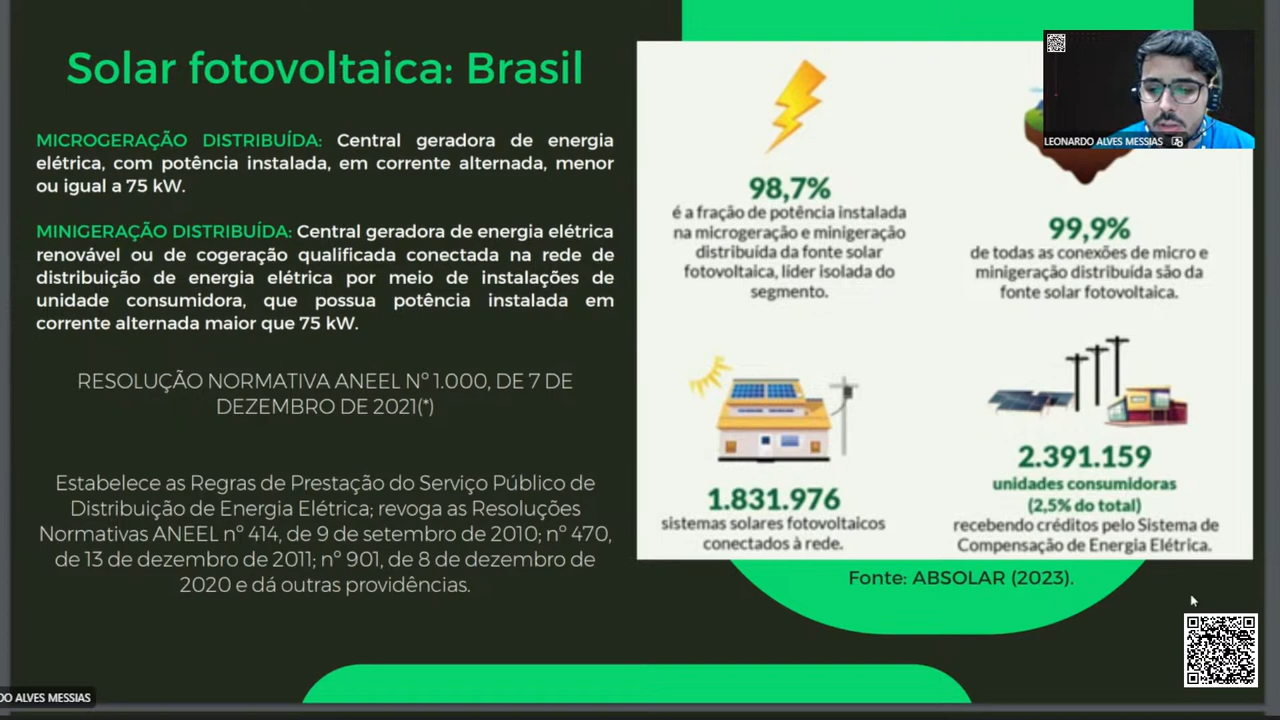 Solar fotovoltaica: Brasil
MICROGERAÇÃO DISTRIBUÍDA: Central geradora de energia
elétrica, com potência instalada, em corrente alternada, menor
ou igual a 75 kW.
MINIGERAÇÃO DISTRIBUÍDA: Central geradora de energia elétrica
renovável ou de cogeração qualificada conectada na rede de
distribuição de energia elétrica por meio de instalações de
unidade consumidora, que possua potência instalada em
corrente alternada maior que 75 kW.
RESOLUÇÃO NORMATIVA ANEEL Nº 1.000, DE 7 DE
DEZEMBRO DE 2021(*)
Estabelece as Regras de Prestação do Serviço Público de
Distribuição de Energia Elétrica; revoga as Resoluções
Normativas ANEEL nº 414, de 9 de setembro de 2010; nº 470,
de 13 de dezembro de 2011; nº 901, de 8 de dezembro de
2020 e dá outras providências.
98,7%
é a fração de potência instalada
na microgeração e minigeração
distribuída da fonte solar
fotovoltaica, líder isolada do
segmento.
LEONARDO ALVES MESSIAS
99,9%
de todas as conexões de micro e
minigeração distribuída são da
fonte solar fotovoltaica.
1.831.976
sistemas solares fotovoltaicos
conectados à rede.
2.391.159
unidades consumidoras
(2,5% do total)
recebendo créditos pelo Sistema de
Compensação de Energia Elétrica.
Fonte: ABSOLAR (2023).
DO ALVES MESSIAS